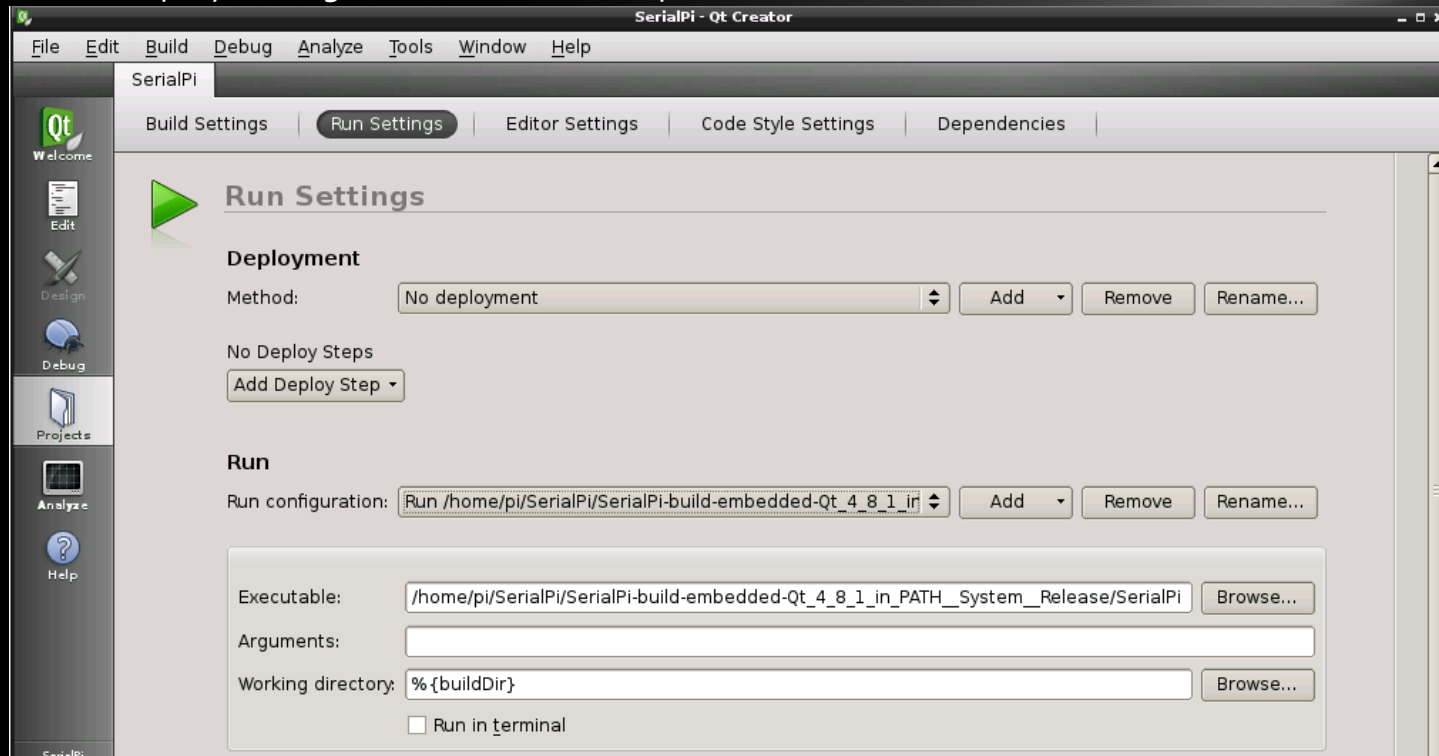 SerialPi - Qt Creator
File Edit Build Debug Analyze Tools Window Help
SerialPi
Build Settings Run Settings Editor Settings Code Style Settings Dependencies
Qt
Welcome
Edit
Design
Debug
Projects
Analyze
Help
Run Settings
Deployment
Method: No deployment Add Remove Rename...
No Deploy Steps
Add Deploy Step
Run
Run configuration: Run /home/pi/SerialPi/SerialPi-build-embedded-Qt_4_8_1_in Add Remove Rename...
Executable: /home/pi/SerialPi/SerialPi-build-embedded-Qt_4_8_1_in_PATH__System__Release/SerialPi Browse...
Arguments:
Working directory: %{buildDir} Browse...
Run in terminal